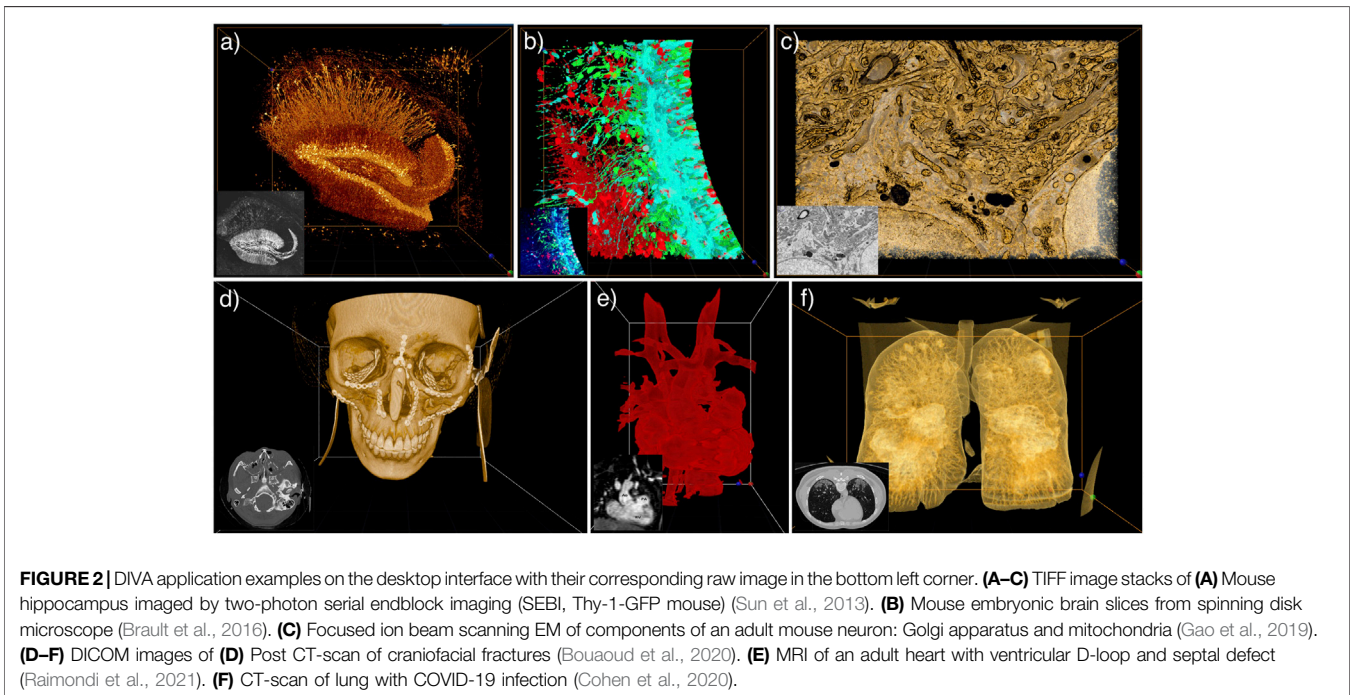 a)
b)
c)
d)
e)
f)
FIGURE 2 | DIVA application examples on the desktop interface with their corresponding raw image in the bottom left corner. (A–C) TIFF image stacks of (A) Mouse
hippocampus imaged by two-photon serial endblock imaging (SEBI, Thy-1-GFP mouse) (Sun et al., 2013). (B) Mouse embryonic brain slices from spinning disk
microscope (Brault et al., 2016). (C) Focused ion beam scanning EM of components of an adult mouse neuron: Golgi apparatus and mitochondria (Gao et al., 2019).
(D–F) DICOM images of (D) Post CT-scan of craniofacial fractures (Bouaoud et al., 2020). (E) MRI of an adult heart with ventricular D-loop and septal defect
(Raimondi et al., 2021). (F) CT-scan of lung with COVID-19 infection (Cohen et al., 2020).